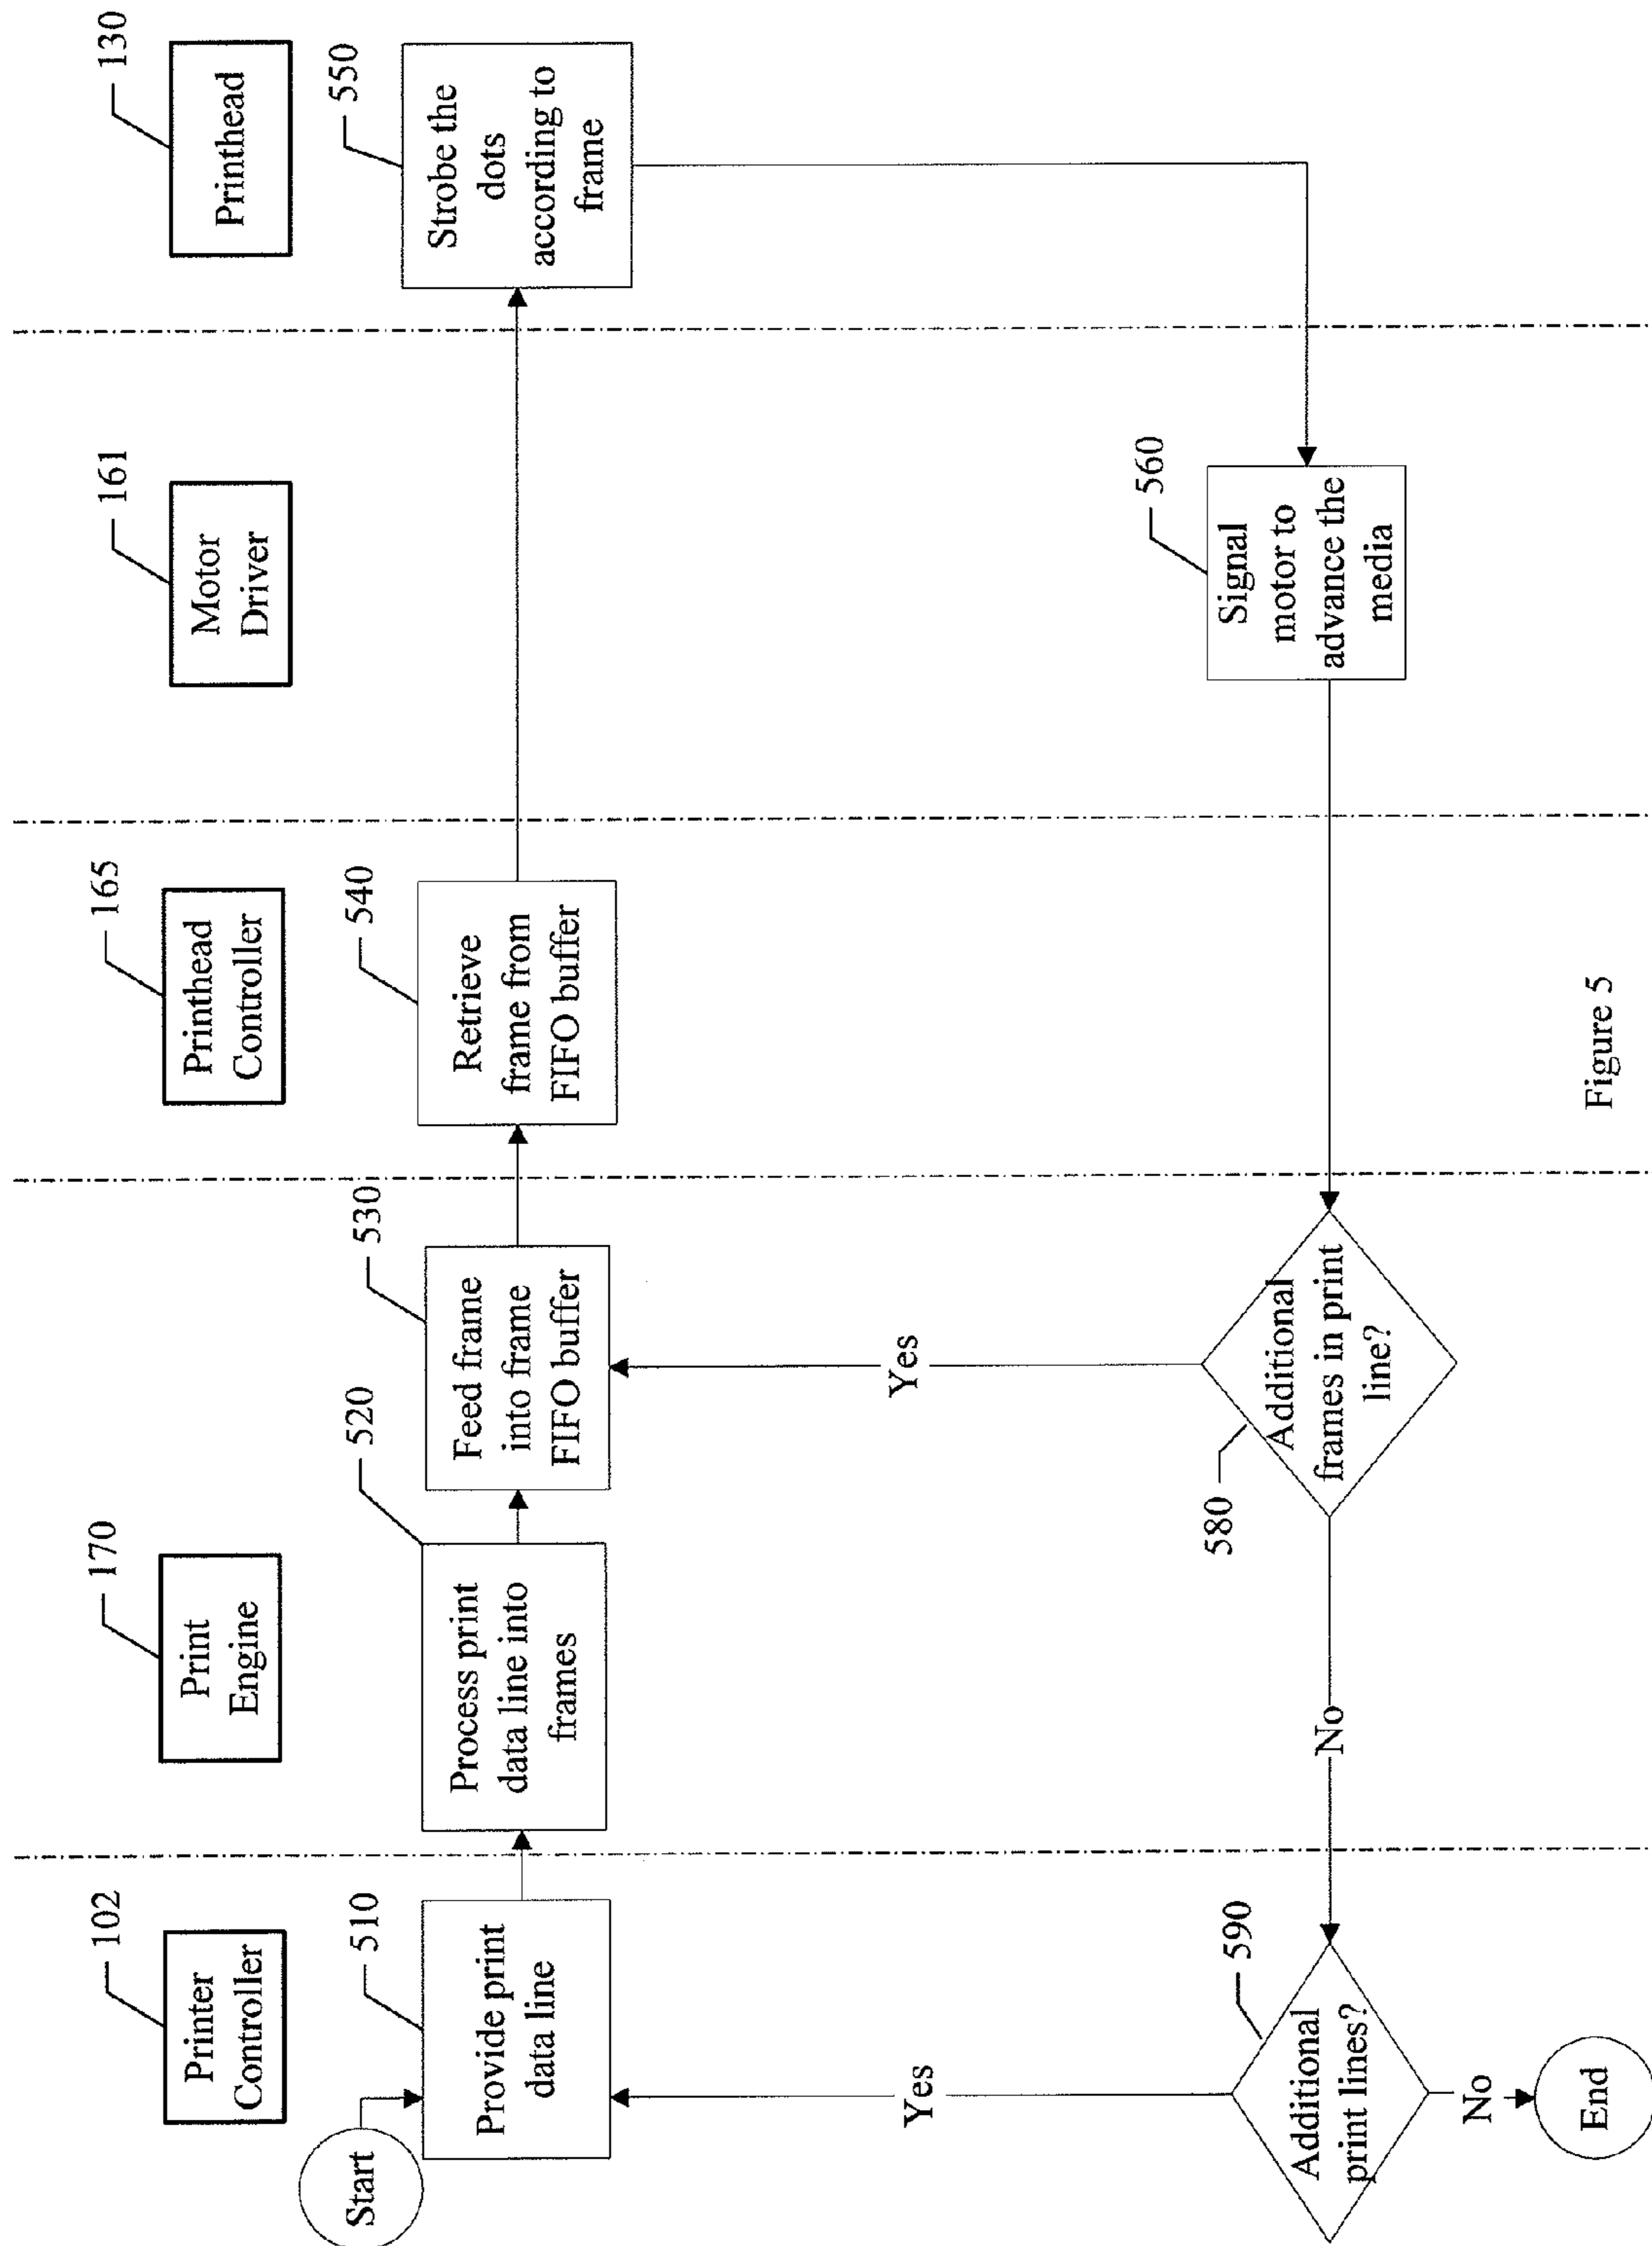 102
Printer
Controller
170
Print
Engine
165
Printhead
Controller
161
Motor
Driver
130
Printhead
Start
510
Provide print
data line
520
Process print
data line into
frames
530
Feed frame
into frame
FIFO buffer
540
Retrieve
frame from
FIFO buffer
550
Strobe the
dots
according to
frame
Yes
Yes
590
Additional
print lines?
No
580
Additional
frames in print
line?
560
Signal
motor to
advance the
media
No
End
Figure 5